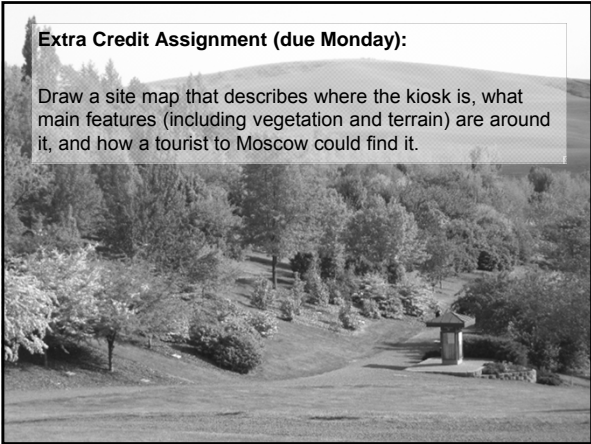 Extra Credit Assignment (due Monday):
Draw a site map that describes where the kiosk is, what
main features (including vegetation and terrain) are around
it, and how a tourist to Moscow could find it.